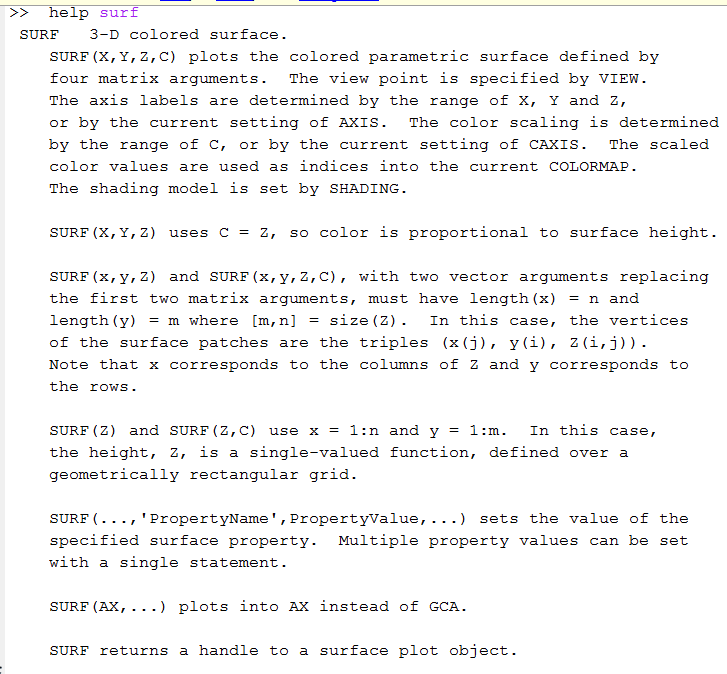 >> help surf
SURF 3-D colored surface.
SURF(X,Y,Z,C) plots the colored parametric surface defined by
four matrix arguments. The view point is specified by VIEW.
The axis labels are determined by the range of X, Y and Z,
or by the current setting of AXIS. The color scaling is determined
by the range of C, or by the current setting of CAXIS. The scaled
color values are used as indices into the current COLORMAP.
The shading model is set by SHADING.
SURF(X,Y,Z) uses C = Z, so color is proportional to surface height.
SURF(x,y,Z) and SURF(x,y,Z,C), with two vector arguments replacing
the first two matrix arguments, must have length(x) = n and
length(y) = m where [m,n] = size(Z). In this case, the vertices
of the surface patches are the triples (x(j), y(i), Z(i,j)).
Note that x corresponds to the columns of Z and y corresponds to
the rows.
SURF(Z) and SURF(Z,C) use x = 1:n and y = 1:m. In this case,
the height, Z, is a single-valued function, defined over a
geometrically rectangular grid.
SURF(...,'PropertyName',PropertyValue,...) sets the value of the
specified surface property. Multiple property values can be set
with a single statement.
SURF(AX,...) plots into AX instead of GCA.
SURF returns a handle to a surface plot object.